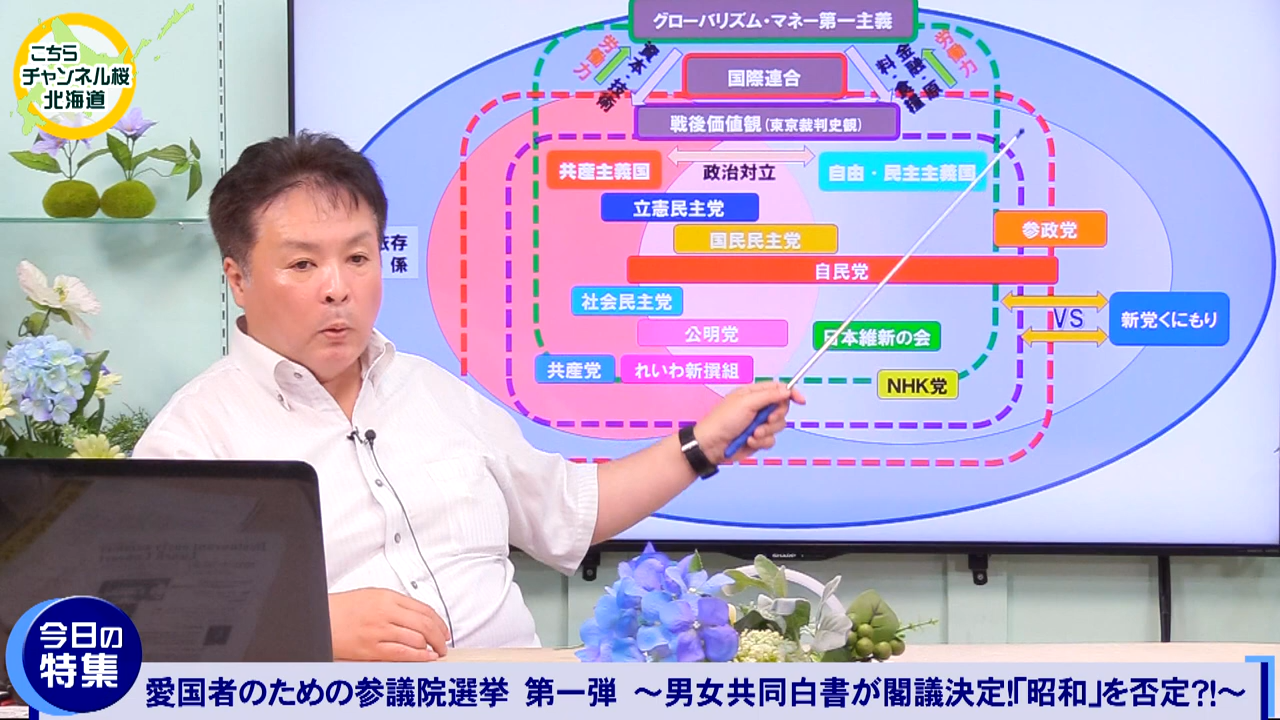 こちら
チャンネル桜
北海道
グローバリズム・マネー第一主義
労働力
資本・技術
金融・原
料・食糧
労働力
国際連合
戦後価値観(東京裁判史観)
共産主義国
政治対立
自由・民主主義国
立憲民主党
参政党
国民民主党
依存
係
自民党
社会民主党
VS
新党くにもり
公明党
日本維新の会
共産党
れいわ新撰組
NHK党
SHARP
今日の
特集
愛国者のための参議院選挙 第一弾 ～男女共同白書が閣議決定!「昭和」を否定?!～